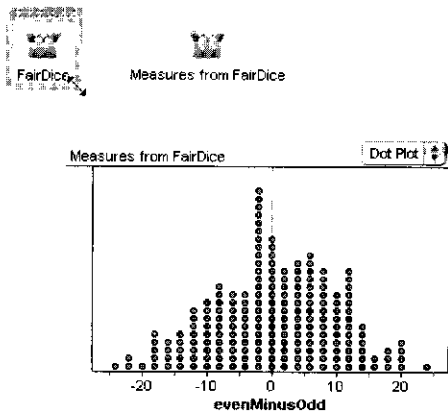 FairDice
Measures from FairDice
Measures from FairDice
Dot Plot
-20 -10 0 10 20
evenMinusOdd